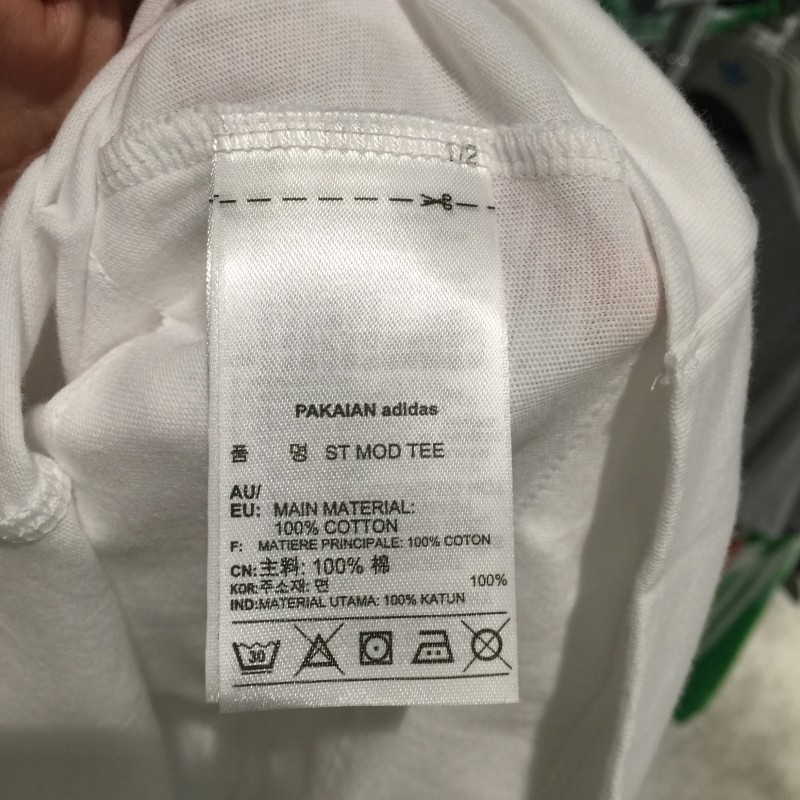 1/2
PAKAIAN adidas
품 명 ST MOD TEE
AU/
EU: MAIN MATERIAL:
100% COTTON
F: MATIERE PRINCIPALE: 100% COTON
CN:主料: 100% 棉
KOR:주소재: 면 100%
IND:MATERIAL UTAMA: 100% KATUN
30